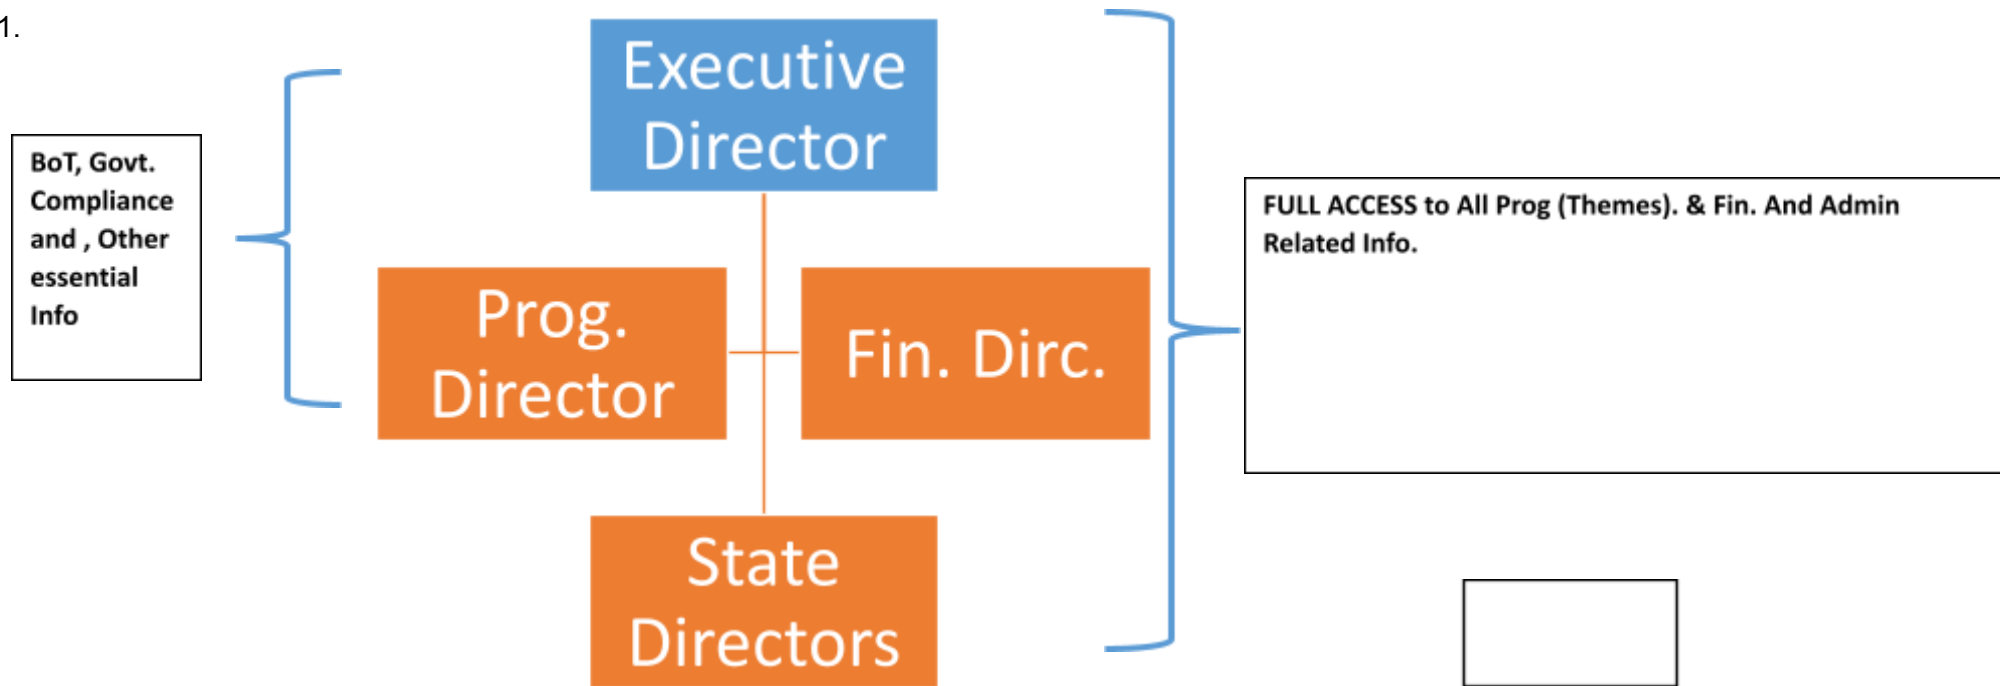 1.
Executive
Director
BoT, Govt.
Compliance
and , Other
essential
Info
FULL ACCESS to All Prog (Themes). & Fin. And Admin
Related Info.
Prog.
Director
Fin. Dirc.
State
Directors